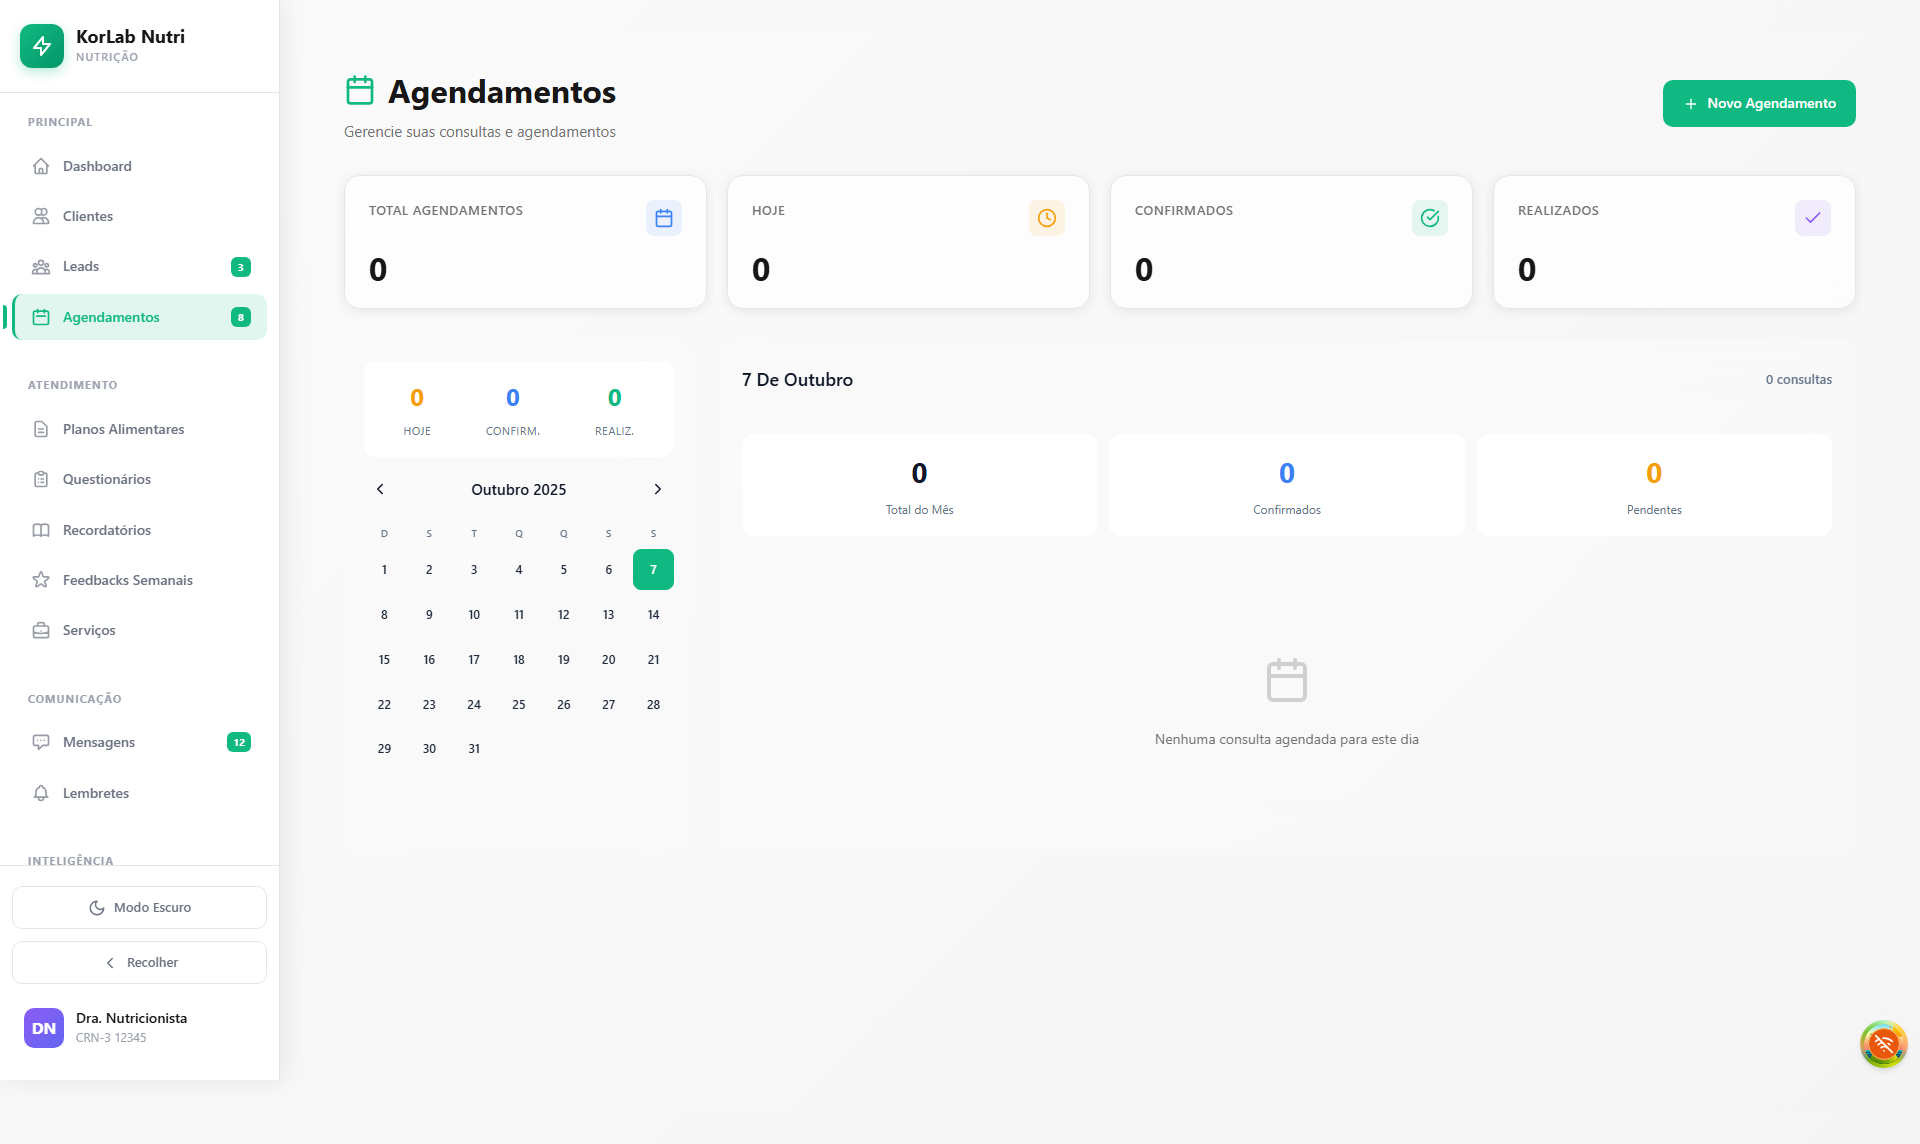 KorLab Nutri
NUTRIÇÃO
PRINCIPAL
Dashboard
Clientes
Leads 3
Agendamentos 8
ATENDIMENTO
Planos Alimentares
Questionários
Recordatórios
Feedbacks Semanais
Serviços
COMUNICAÇÃO
Mensagens 12
Lembretes
INTELIGÊNCIA
Modo Escuro
Recolher
DN
Dra. Nutricionista
CRN-3 12345
Agendamentos
Gerencie suas consultas e agendamentos
Novo Agendamento
TOTAL AGENDAMENTOS
0
HOJE
0
CONFIRMADOS
0
REALIZADOS
0
0 0 0
HOJE CONFIRM. REALIZ.
Outubro 2025
D S T Q Q S S
1 2 3 4 5 6 7
8 9 10 11 12 13 14
15 16 17 18 19 20 21
22 23 24 25 26 27 28
29 30 31
7 De Outubro
0 consultas
0
Total do Mês
0
Confirmados
0
Pendentes
Nenhuma consulta agendada para este dia